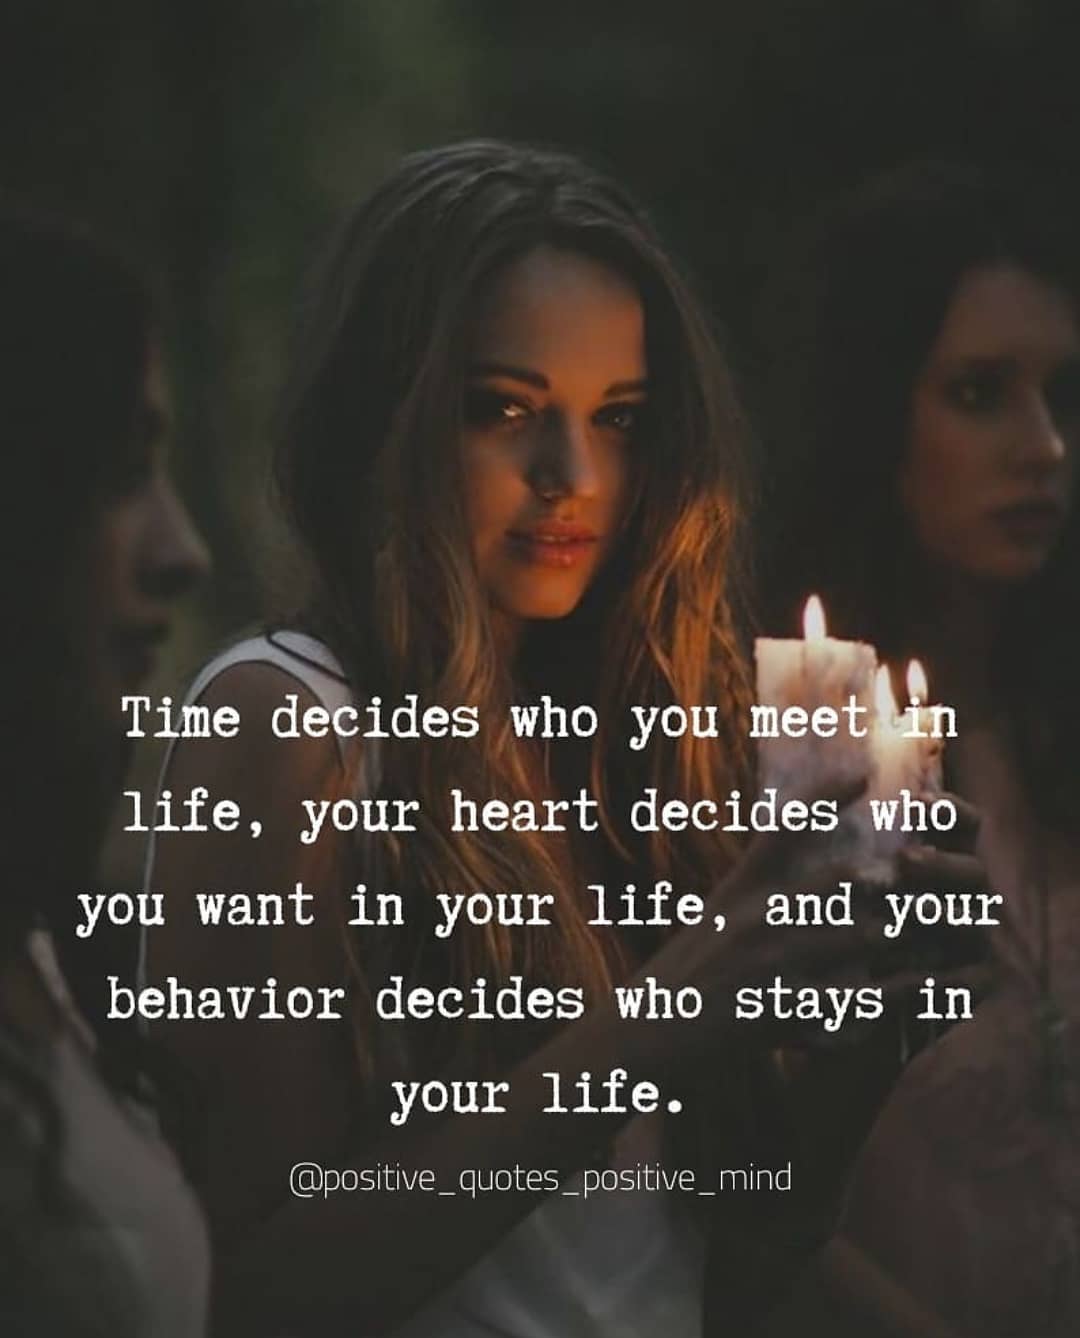 Time decides who you meet in
life, your heart decides who
you want in your life, and your
behavior decides who stays in
your life.
@positive_quotes_positive_mind